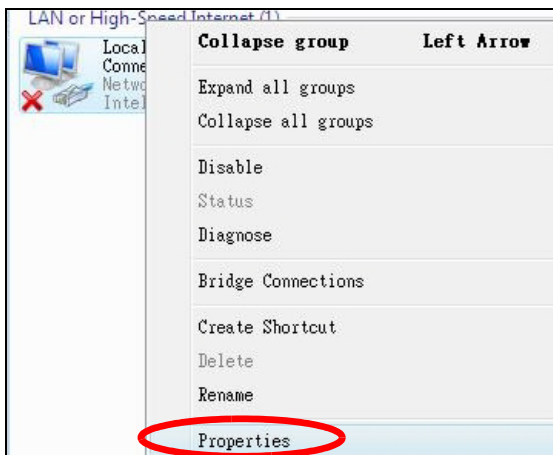 LAN or High-Speed Internet (1)
Local
Conne
Netwo
Intel
Collapse group Left Arrow
Expand all groups
Collapse all groups
Disable
Status
Diagnose
Bridge Connections
Create Shortcut
Delete
Rename
Properties